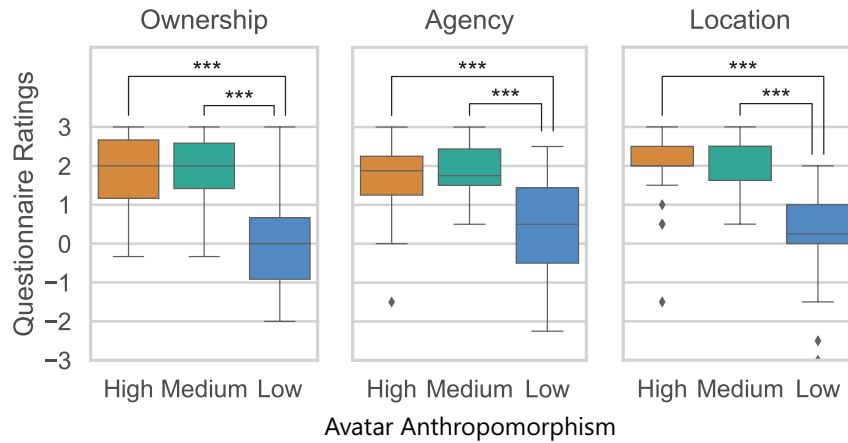 Ownership Agency Location
*** *** ***
*** *** ***
Questionnaire Ratings
3
2
1
0
−1
−2
−3
High Medium Low High Medium Low High Medium Low
Avatar Anthropomorphism